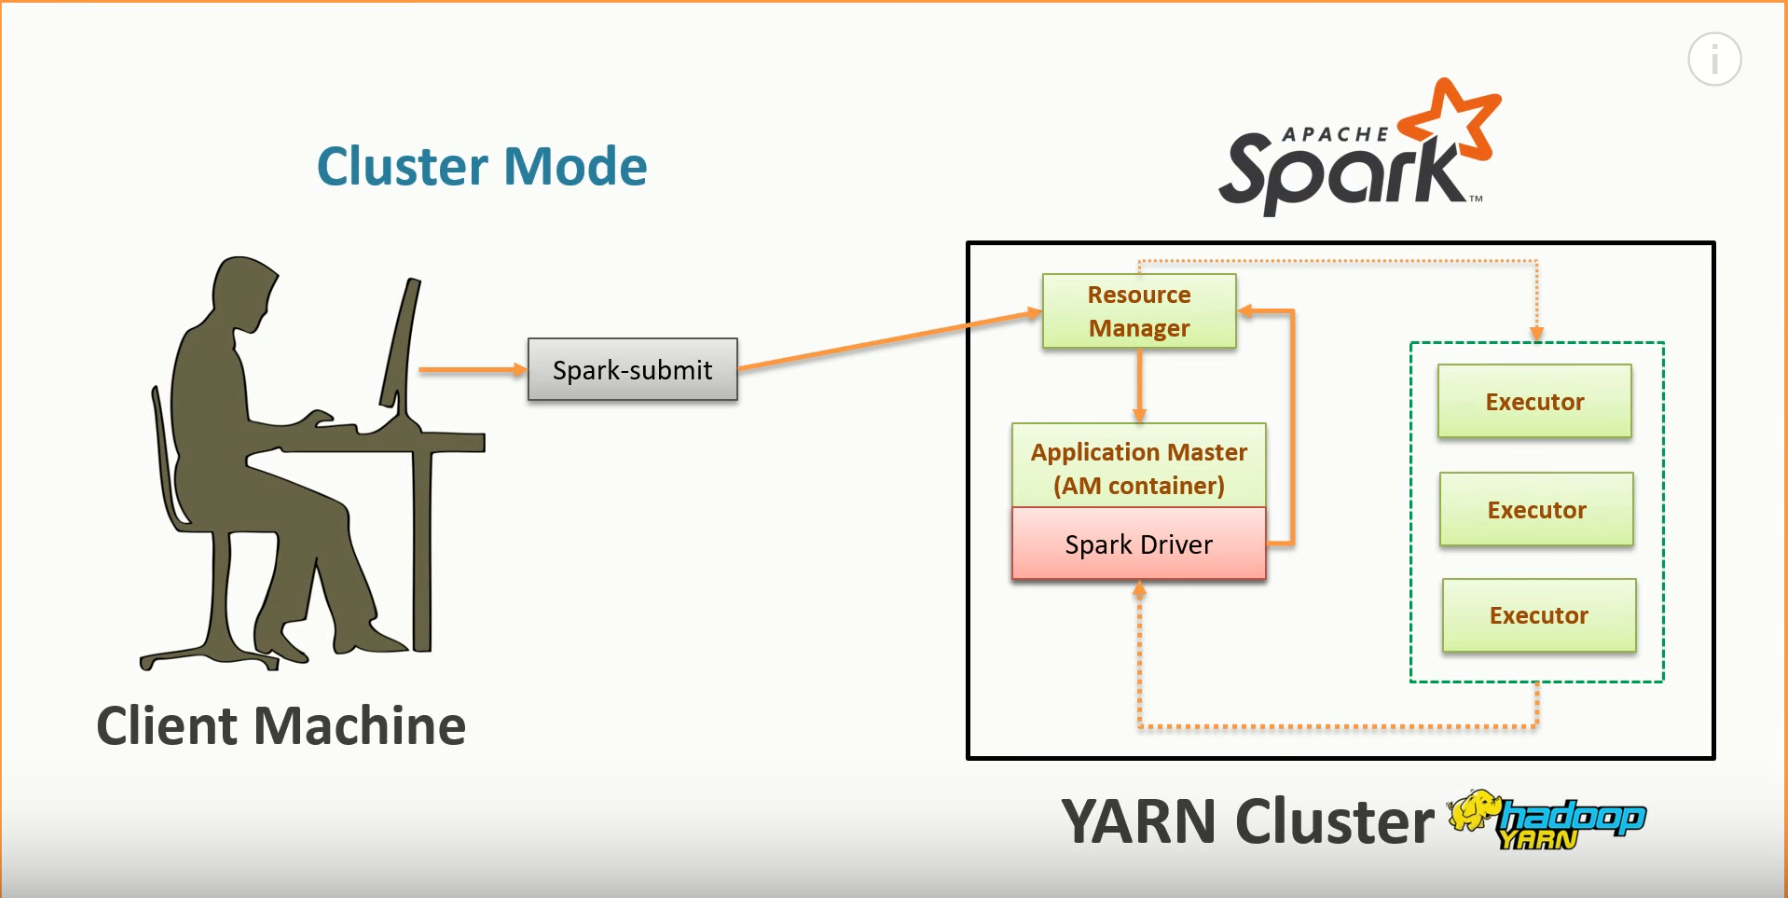 i
Cluster Mode
APACHE
Spark™
Resource
Manager
Spark-submit
Application Master
(AM container)
Spark Driver
Executor
Executor
Executor
Client Machine
YARN Cluster
hadoop
YARN